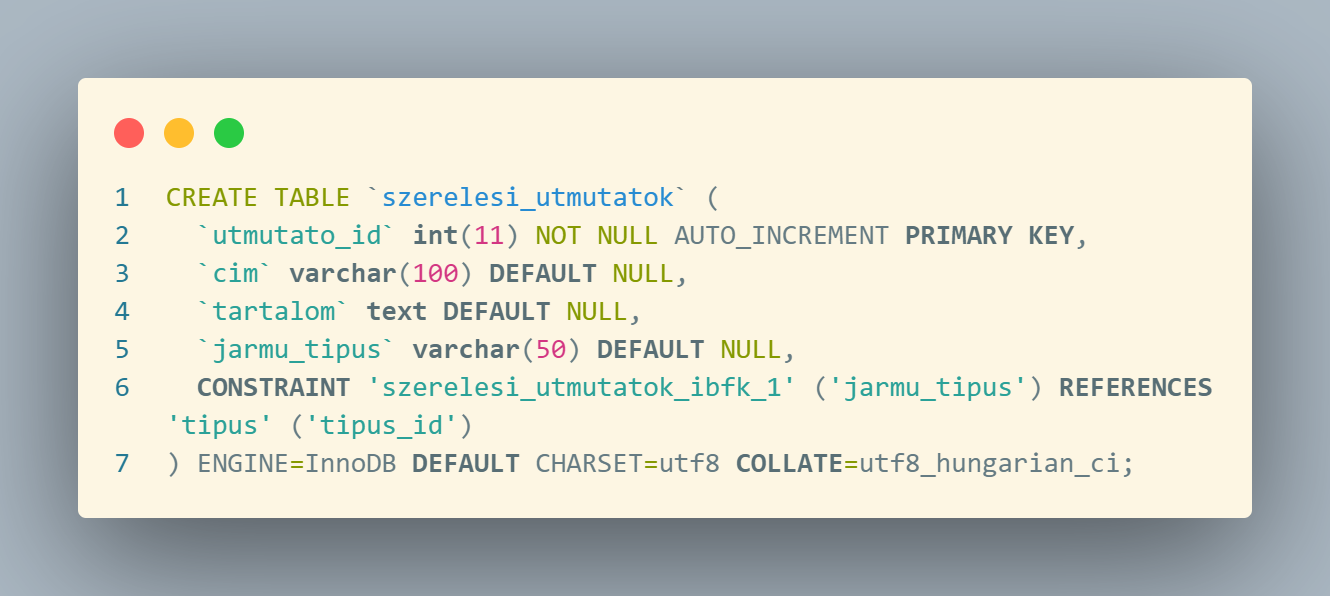 1 CREATE TABLE `szerelesi_utmutatok` (
2 `utmutato_id` int(11) NOT NULL AUTO_INCREMENT PRIMARY KEY,
3 `cim` varchar(100) DEFAULT NULL,
4 `tartalom` text DEFAULT NULL,
5 `jarmu_tipus` varchar(50) DEFAULT NULL,
6 CONSTRAINT 'szerelesi_utmutatok_ibfk_1' ('jarmu_tipus') REFERENCES
'tipus' ('tipus_id')
7 ) ENGINE=InnoDB DEFAULT CHARSET=utf8 COLLATE=utf8_hungarian_ci;